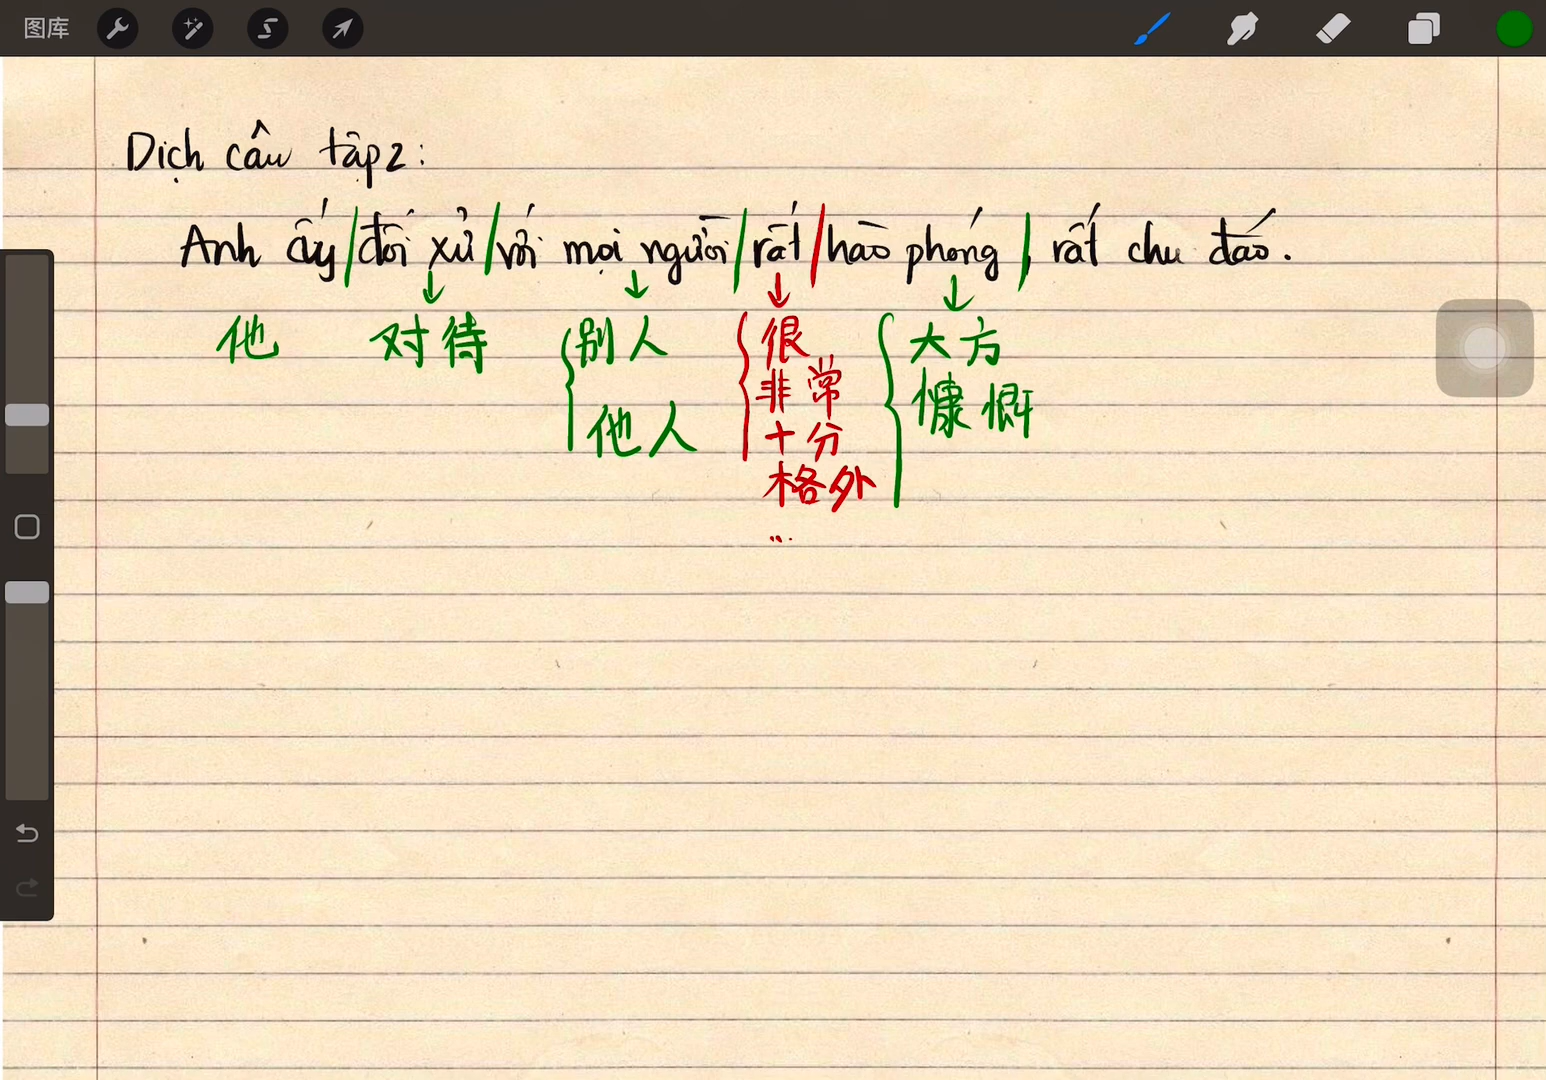 图库
Dịch câu tập 2:
Anh ấy/đối xử/với mọi người/rất/hào phóng, rất chu đáo.
他 对待 别人 很 大方
非常 慷慨
他人 十分
格外
...